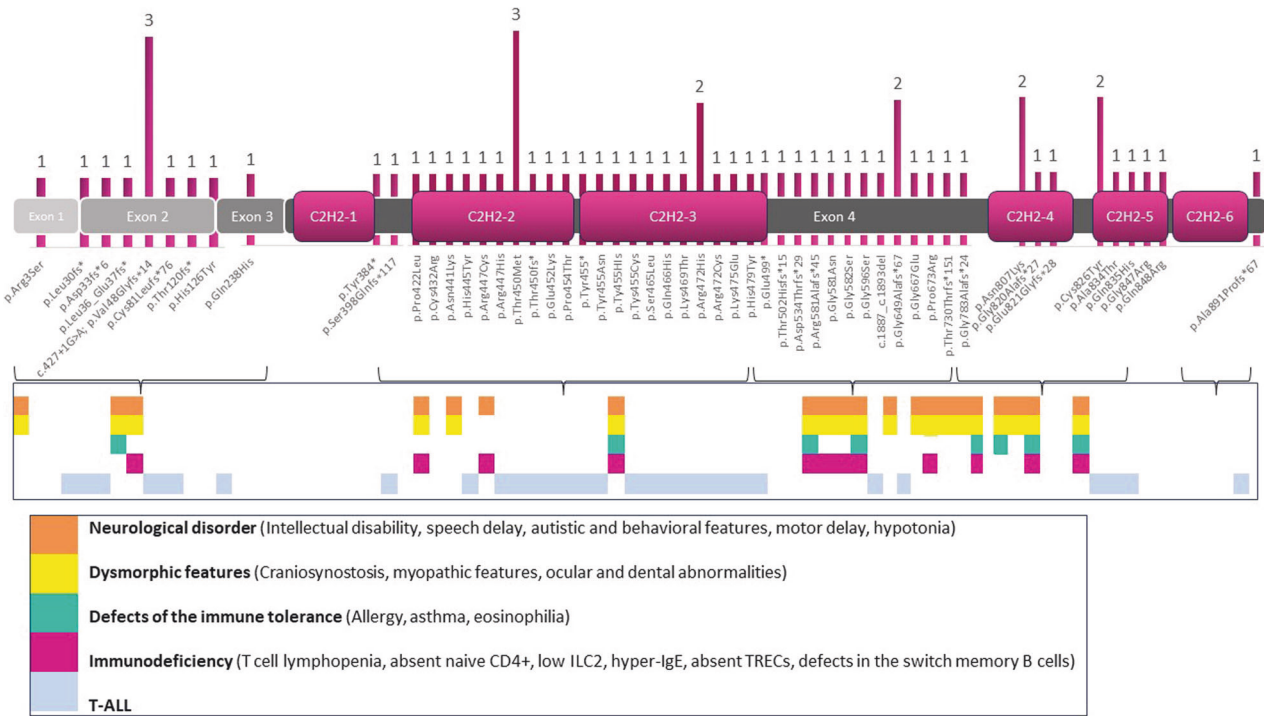 3
3
2
2
2
2
1 1 1 1 1 1 1 1 1 1 1 1 1 1 1 1 1 1 1 1 1 1 1 1 1 1 1 1 1 1 1 1 1 1 1 1 1 1 1 1 1 1 1 1 1 1
Exon 1 Exon 2 Exon 3 C2H2-1 C2H2-2 C2H2-3 Exon 4 C2H2-4 C2H2-5 C2H2-6
p.Arg3Ser
p.Leu30fs*
p.Asp33fs*6
p.Leu36_Glu37fs*
c.427+1G>A; p.Val48Glyfs*14
p.Cys81Leufs*76
p.Thr120fs*
p.His126Tyr
p.Gln238His
p.Tyr384*
p.Ser398Glnfs*117
p.Pro422Leu
p.Cys432Arg
p.Asn441Lys
p.His445Tyr
p.Arg447Cys
p.Arg447His
p.Thr450Met
p.Thr450fs*
p.Glu452Lys
p.Pro454Thr
p.Tyr455*
p.Tyr455Asn
p.Ty455His
p.Tys455Cys
p.Ser465Leu
p.Gln466His
p.Lys469Thr
p.Arg472His
p.Arg472Cys
p.Lys475Glu
p.His479Tyr
p.Glu499*
p.Thr502Hisfs*15
p.Asp534Thrfs*29
p.Arg581Alafs*45
p.Gly581Asn
p.Gly582Ser
p.Gly596Ser
c.1887_c1893del
p.Gly649Alafs*67
p.Gly667Glu
p.Pro673Arg
p.Thr730Thrfs*151
p.Gly783Alafs*24
p.Asn807Lys
p.Gly820Alafs*27
p.Glu821Glyfs*28
p.Cys826Tyr
p.Ala834Thr
p.Gln835His
p.Gly847Arg
p.Gln848Arg
p.Ala891Profs*67
Neurological disorder (Intellectual disability, speech delay, autistic and behavioral features, motor delay, hypotonia)
Dysmorphic features (Craniosynostosis, myopathic features, ocular and dental abnormalities)
Defects of the immune tolerance (Allergy, asthma, eosinophilia)
Immunodeficiency (T cell lymphopenia, absent naive CD4+, low ILC2, hyper-IgE, absent TRECs, defects in the switch memory B cells)
T-ALL